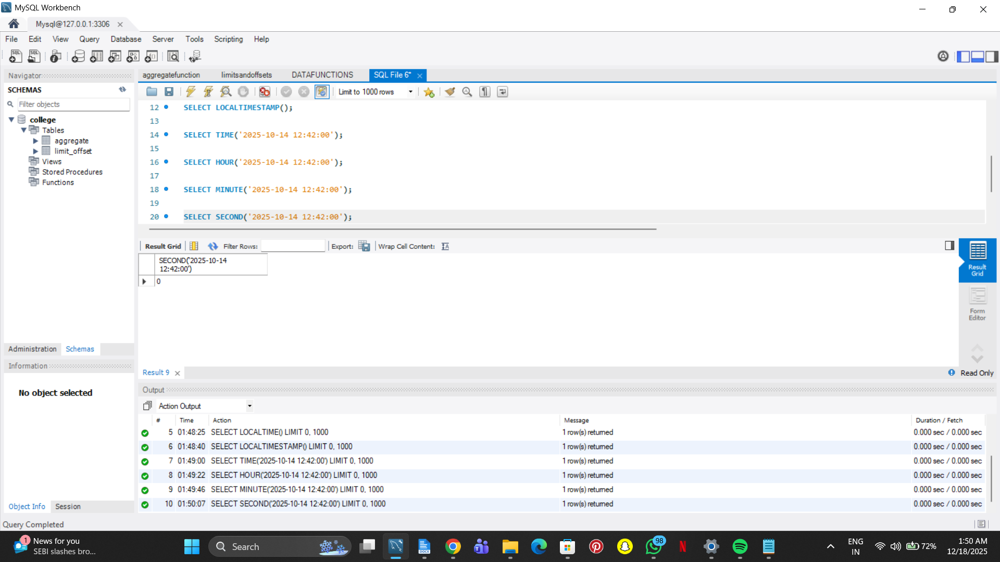 MySQL Workbench
Mysql@127.0.0.1:3306
File Edit View Query Database Server Tools Scripting Help
Navigator
SCHEMAS
Filter objects
college
Tables
aggregate
limit_offset
Views
Stored Procedures
Functions
Administration Schemas
Information
No object selected
Object Info Session
Query Completed
aggregatefunction limitsandoffsets DATAFUNCTIONS SQL File 6*
Limit to 1000 rows
12 SELECT LOCALTIMESTAMP();
13
14 SELECT TIME('2025-10-14 12:42:00');
15
16 SELECT HOUR('2025-10-14 12:42:00');
17
18 SELECT MINUTE('2025-10-14 12:42:00');
19
20 SELECT SECOND('2025-10-14 12:42:00');
Result Grid Filter Rows: Export: Wrap Cell Content:
SECOND('2025-10-14
12:42:00')
0
Result
Grid
Form
Editor
Result 9
Read Only
Output
Action Output
# Time Action Message Duration / Fetch
5 01:48:25 SELECT LOCALTIME() LIMIT 0, 1000 1 row(s) returned 0.000 sec / 0.000 sec
6 01:48:40 SELECT LOCALTIMESTAMP() LIMIT 0, 1000 1 row(s) returned 0.000 sec / 0.000 sec
7 01:49:00 SELECT TIME('2025-10-14 12:42:00') LIMIT 0, 1000 1 row(s) returned 0.000 sec / 0.000 sec
8 01:49:22 SELECT HOUR('2025-10-14 12:42:00') LIMIT 0, 1000 1 row(s) returned 0.000 sec / 0.000 sec
9 01:49:46 SELECT MINUTE('2025-10-14 12:42:00') LIMIT 0, 1000 1 row(s) returned 0.000 sec / 0.000 sec
10 01:50:07 SELECT SECOND('2025-10-14 12:42:00') LIMIT 0, 1000 1 row(s) returned 0.000 sec / 0.000 sec
1
News for you
SEBI slashes bro...
Search
DOCX
98
ENG
IN
72%
1:50 AM
12/18/2025